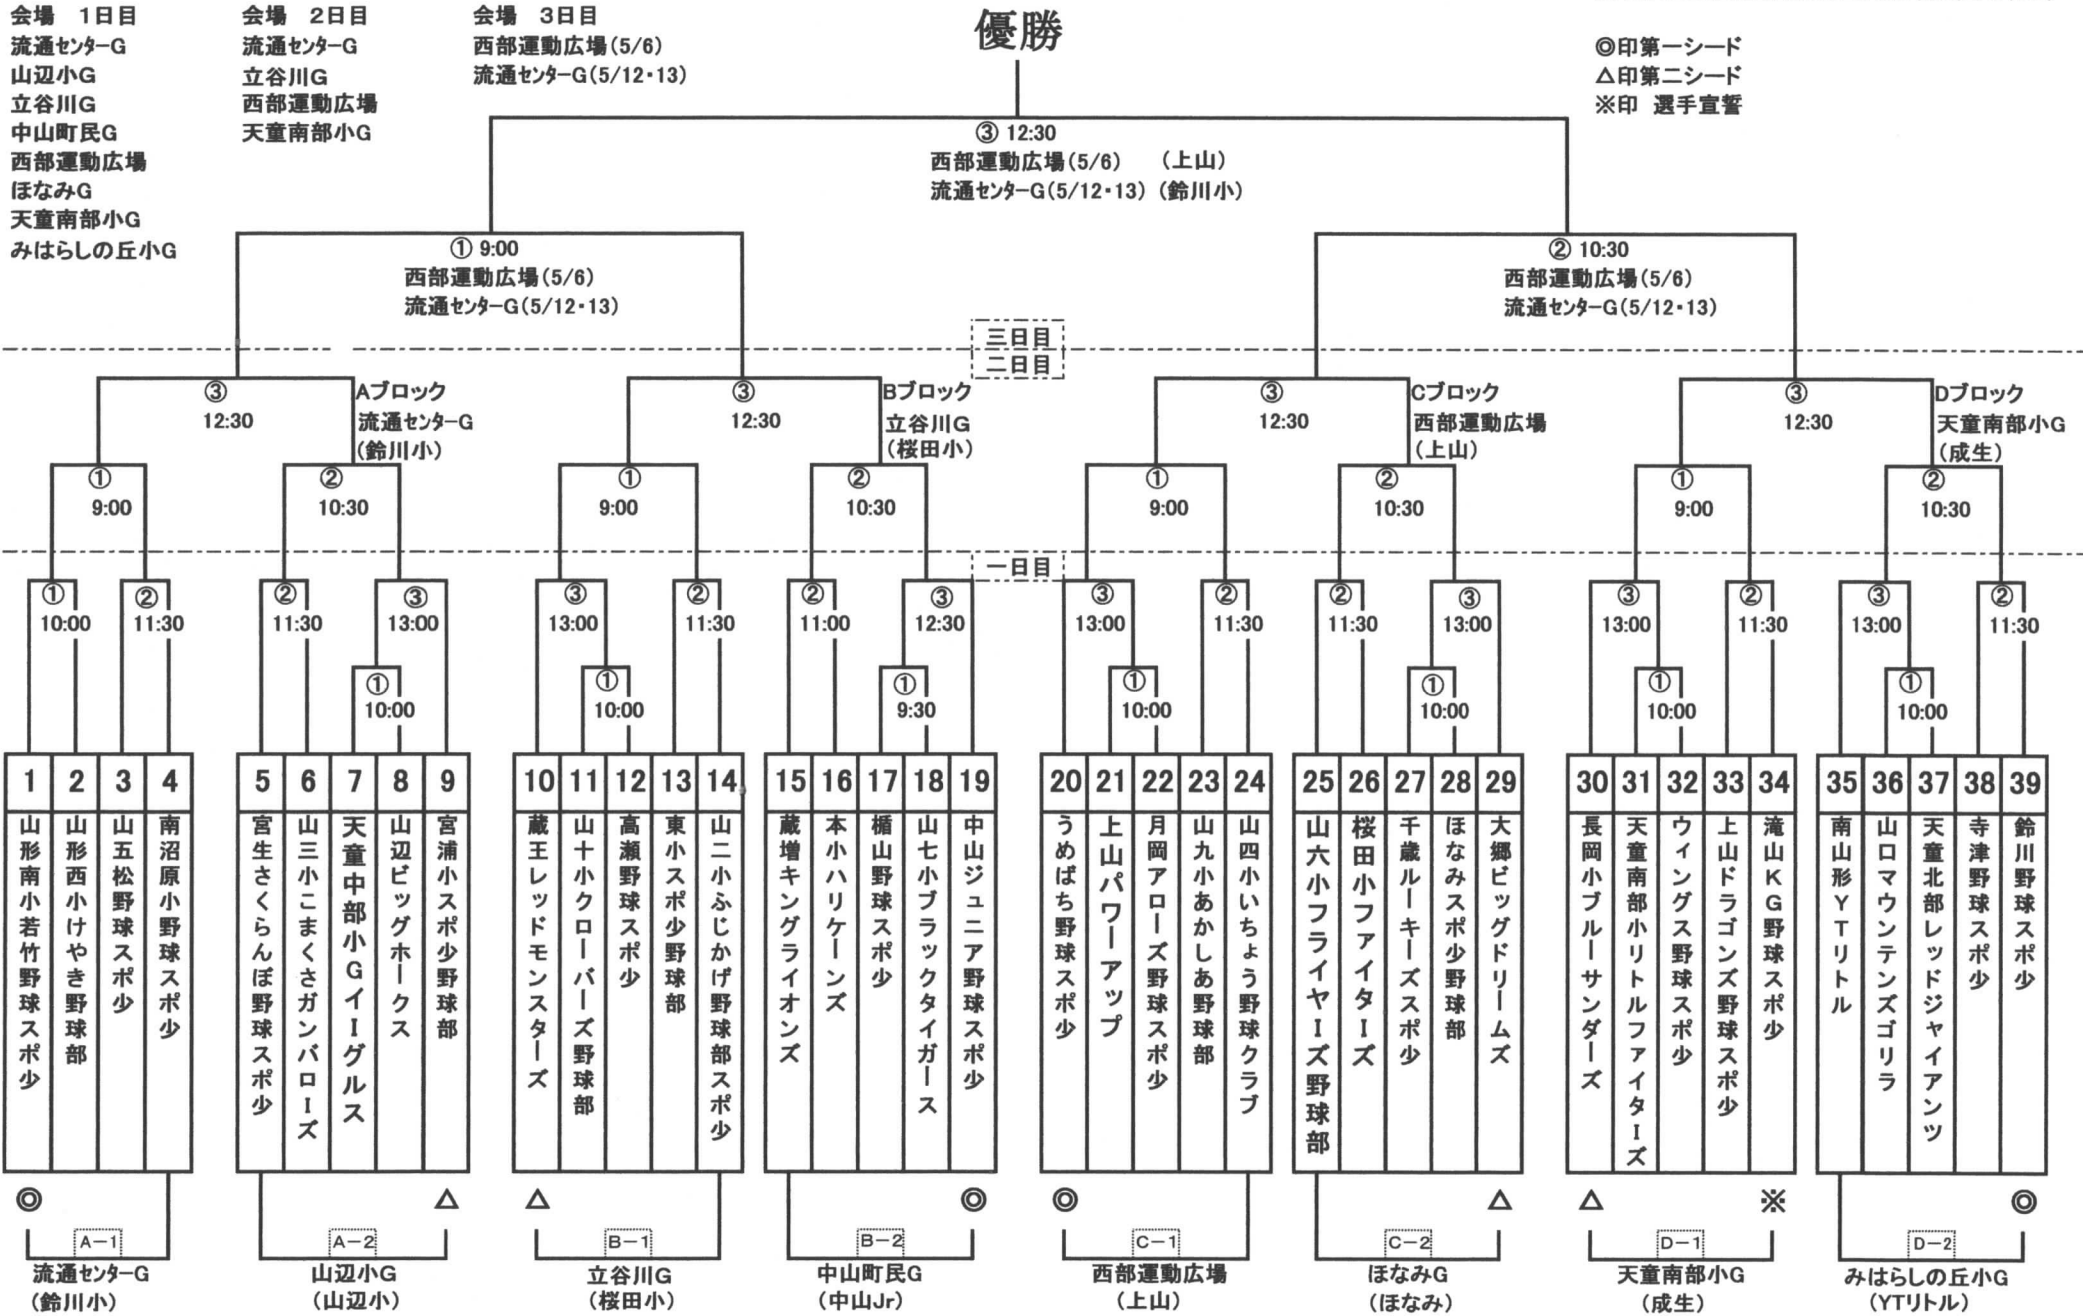 会場 1日目
流通センターG
山辺小G
立谷川G
中山町民G
西部運動広場
ほなみG
天童南部小G
みはらしの丘小G
会場 2日目
流通センターG
立谷川G
西部運動広場
天童南部小G
会場 3日目
西部運動広場(5/6)
流通センターG(5/12・13)
優勝
◎印第一シード
△印第二シード
※印 選手宣誓
③ 12:30
西部運動広場(5/6) (上山)
流通センターG(5/12・13) (鈴川小)
① 9:00
西部運動広場(5/6)
流通センターG(5/12・13)
② 10:30
西部運動広場(5/6)
流通センターG(5/12・13)
三日目
二日目
③
12:30
Aブロック
流通センターG
(鈴川小)
③
12:30
Bブロック
立谷川G
(桜田小)
③
12:30
Cブロック
西部運動広場
(上山)
③
12:30
Dブロック
天童南部小G
(成生)
① 9:00
② 10:30
① 9:00
② 10:30
① 9:00
② 10:30
① 9:00
② 10:30
一日目
① 10:00
② 11:30
② 11:30
③ 13:00
③ 13:00
② 11:30
② 11:00
③ 12:30
③ 13:00
② 11:30
② 11:30
③ 13:00
③ 13:00
② 11:30
③ 13:00
② 11:30
① 10:00
① 10:00
① 9:30
① 10:00
① 10:00
① 10:00
① 10:00
1 山形南小若竹野球スポ少
2 山形西小けやき野球部
3 山五松野球スポ少
4 南沼原小野球スポ少
5 宮生さくらんぼ野球スポ少
6 山三小こまくさガンバローズ
7 天童中部小Gイーグルス
8 山辺ビッグホークス
9 宮浦小スポ少野球部
10 蔵王レッドモンスターズ
11 山十小クローバーズ野球部
12 高瀬野球スポ少
13 東小スポ少野球部
14 山二小ふじかげ野球部スポ少
15 蔵増キングライオンズ
16 本小ハリケーンズ
17 楯山野球スポ少
18 山七小ブラックタイガース
19 中山ジュニア野球スポ少
20 うめばち野球スポ少
21 上山パワーアップ
22 月岡アローズ野球スポ少
23 山九小あかしあ野球部
24 山四小いちょう野球クラブ
25 山六小フライヤーズ野球部
26 桜田小ファイターズ
27 千歳ルーキーズスポ少
28 ほなみスポ少野球部
29 大郷ビッグドリームズ
30 長岡小ブルーサンダーズ
31 天童南部小リトルファイターズ
32 ウィングス野球スポ少
33 上山ドラゴンズ野球スポ少
34 滝山KG野球スポ少
35 南山形YTリトル
36 山口マウンテンズゴリラ
37 天童北部レッドジャイアンツ
38 寺津野球スポ少
39 鈴川野球スポ少
◎ △ △ ◎ ◎ △ △ ※ ◎
A-1
流通センターG
(鈴川小)
A-2
山辺小G
(山辺小)
B-1
立谷川G
(桜田小)
B-2
中山町民G
(中山Jr)
C-1
西部運動広場
(上山)
C-2
ほなみG
(ほなみ)
D-1
天童南部小G
(成生)
D-2
みはらしの丘小G
(YTリトル)